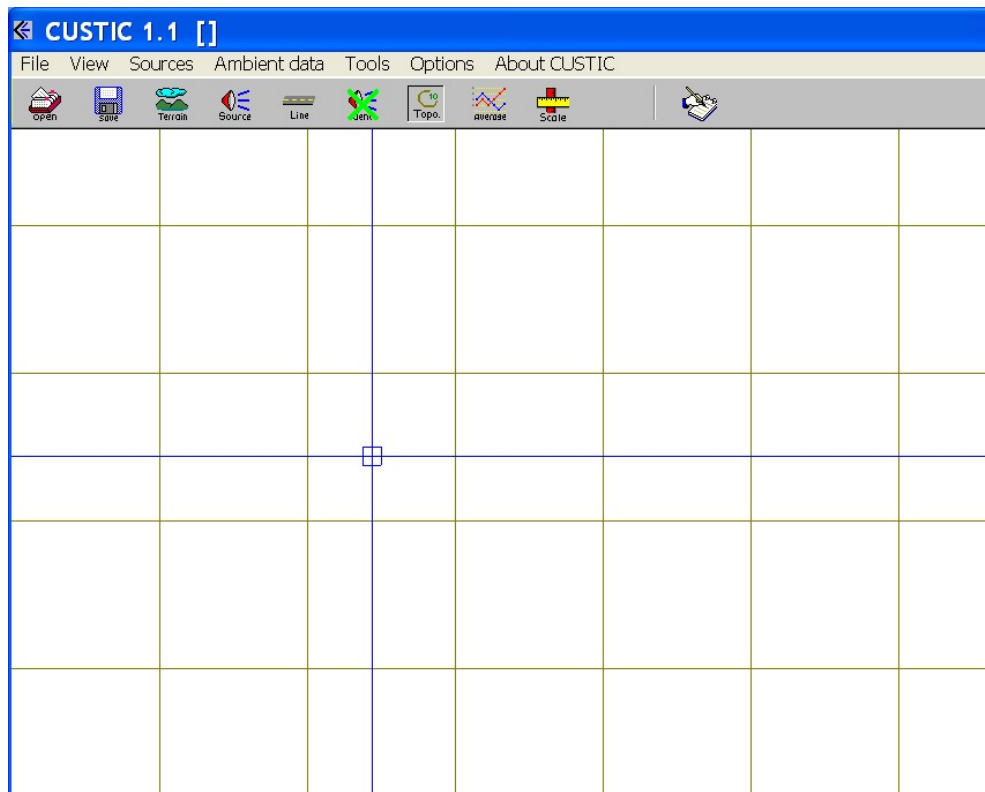 CUSTIC 1.1 []
File View Sources Ambient data Tools Options About CUSTIC
open save Terrain Source Line Topo. average Scale
10